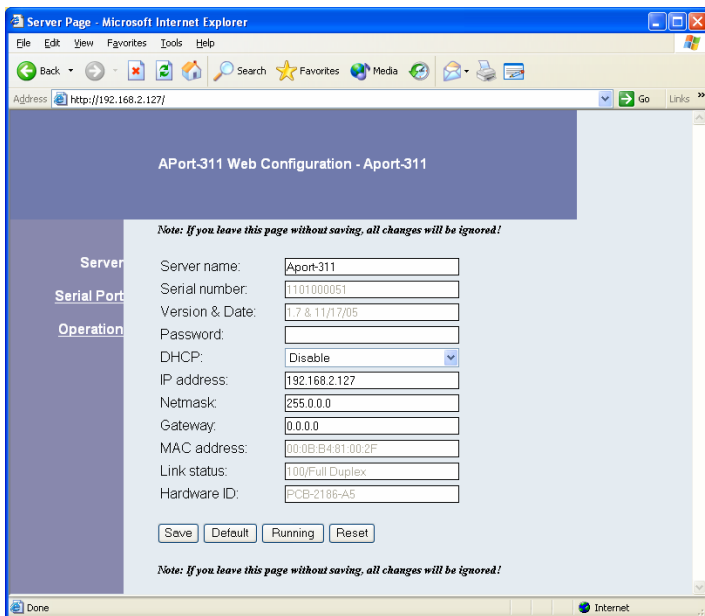 Server Page - Microsoft Internet Explorer
File Edit View Favorites Tools Help
Back Search Favorites Media
Address http://192.168.2.127/ Go Links »
APort-311 Web Configuration - Aport-311
Note: If you leave this page without saving, all changes will be ignored!
Server
Serial Port
Operation
Server name: Aport-311
Serial number: 1101000051
Version & Date: 1.7 & 11/17/05
Password:
DHCP: Disable
IP address: 192.168.2.127
Netmask: 255.0.0.0
Gateway: 0.0.0.0
MAC address: 00:0B:B4:81:00:2F
Link status: 100/Full Duplex
Hardware ID: PCB-2186-A5
Save Default Running Reset
Note: If you leave this page without saving, all changes will be ignored!
Done Internet